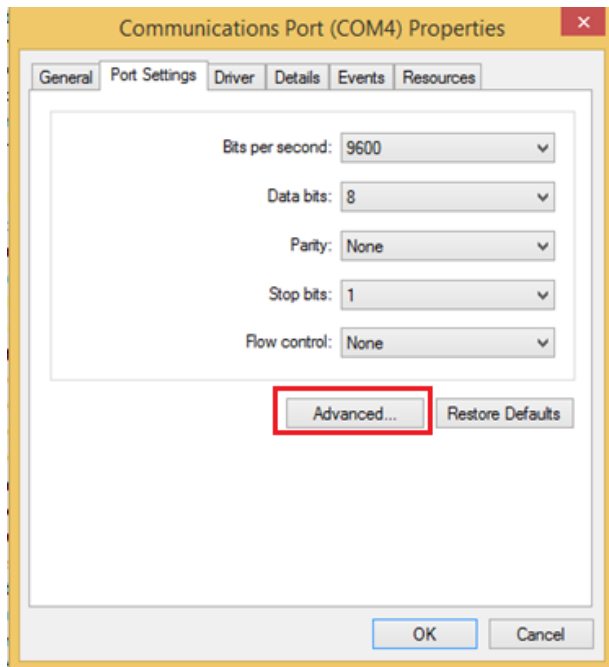 Communications Port (COM4) Properties
General Port Settings Driver Details Events Resources
Bits per second: 9600
Data bits: 8
Parity: None
Stop bits: 1
Flow control: None
Advanced... Restore Defaults
OK Cancel